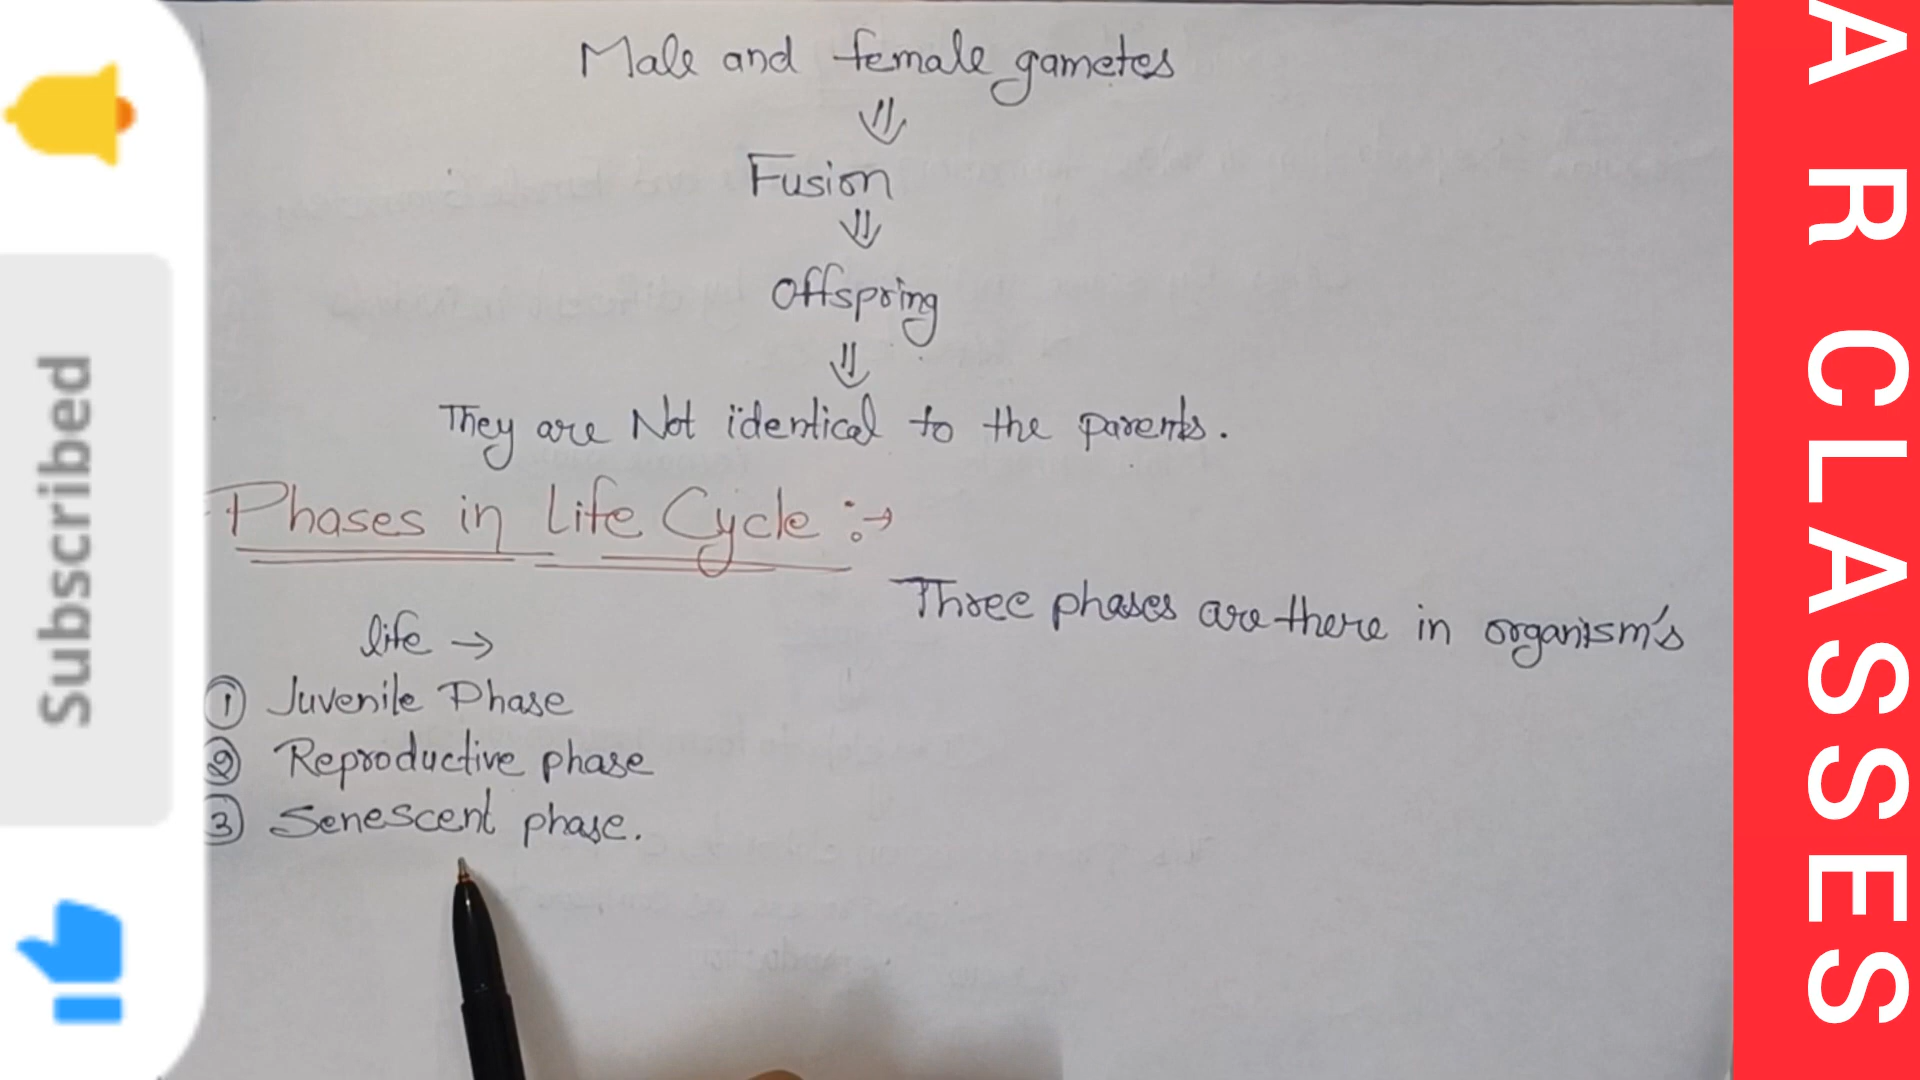 Male and female gametes
⇓
Fusion
⇓
Offspring
⇓
They are Not identical to the parents.
Phases in Life Cycle :→
Three phases are there in organism's
life →
① Juvenile Phase
② Reproductive phase
③ Senescent phase.
Subscribed
A R CLASSES